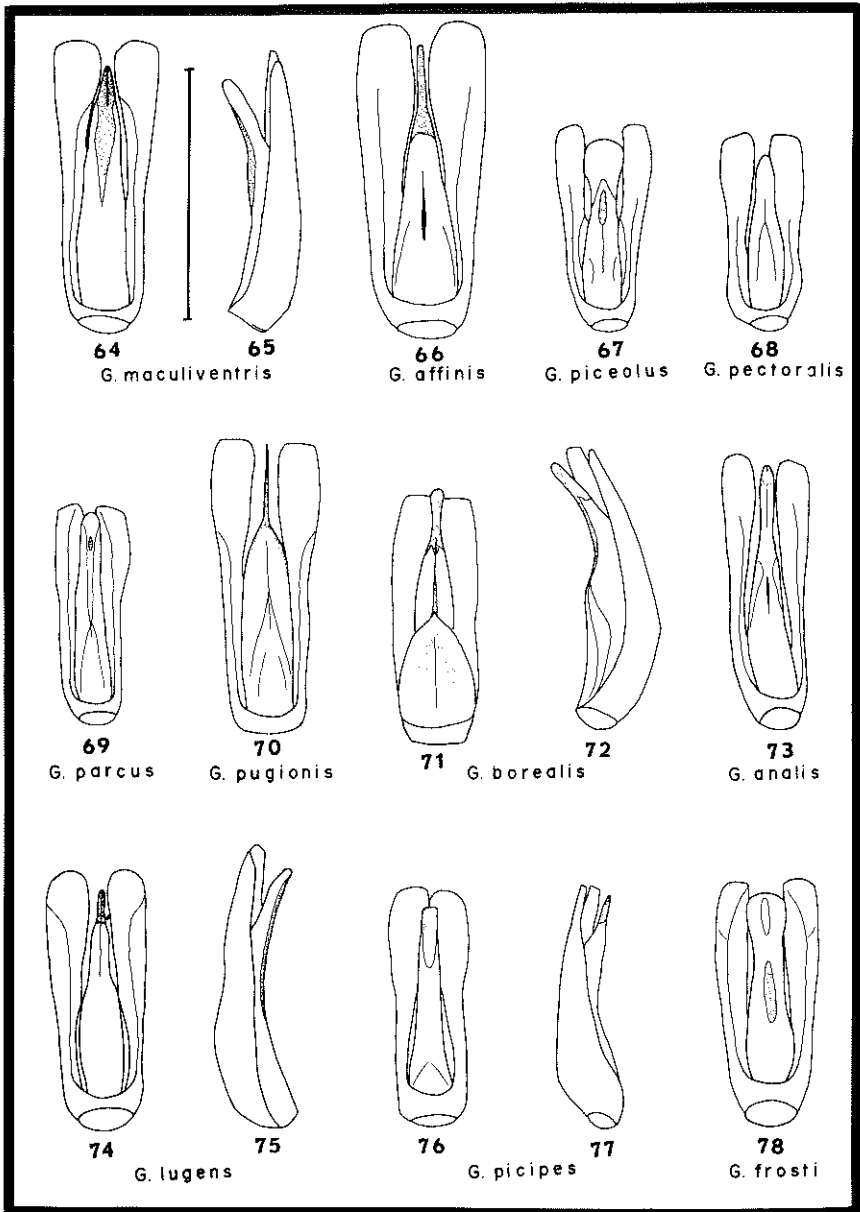 64 65 66 67 68
G. maculiventris G. affinis G. piceolus G. pectoralis
69 70 71 72 73
G. parcus G. pugionis G. borealis G. analis
74 75 76 77 78
G. lugens G. picipes G. frosti